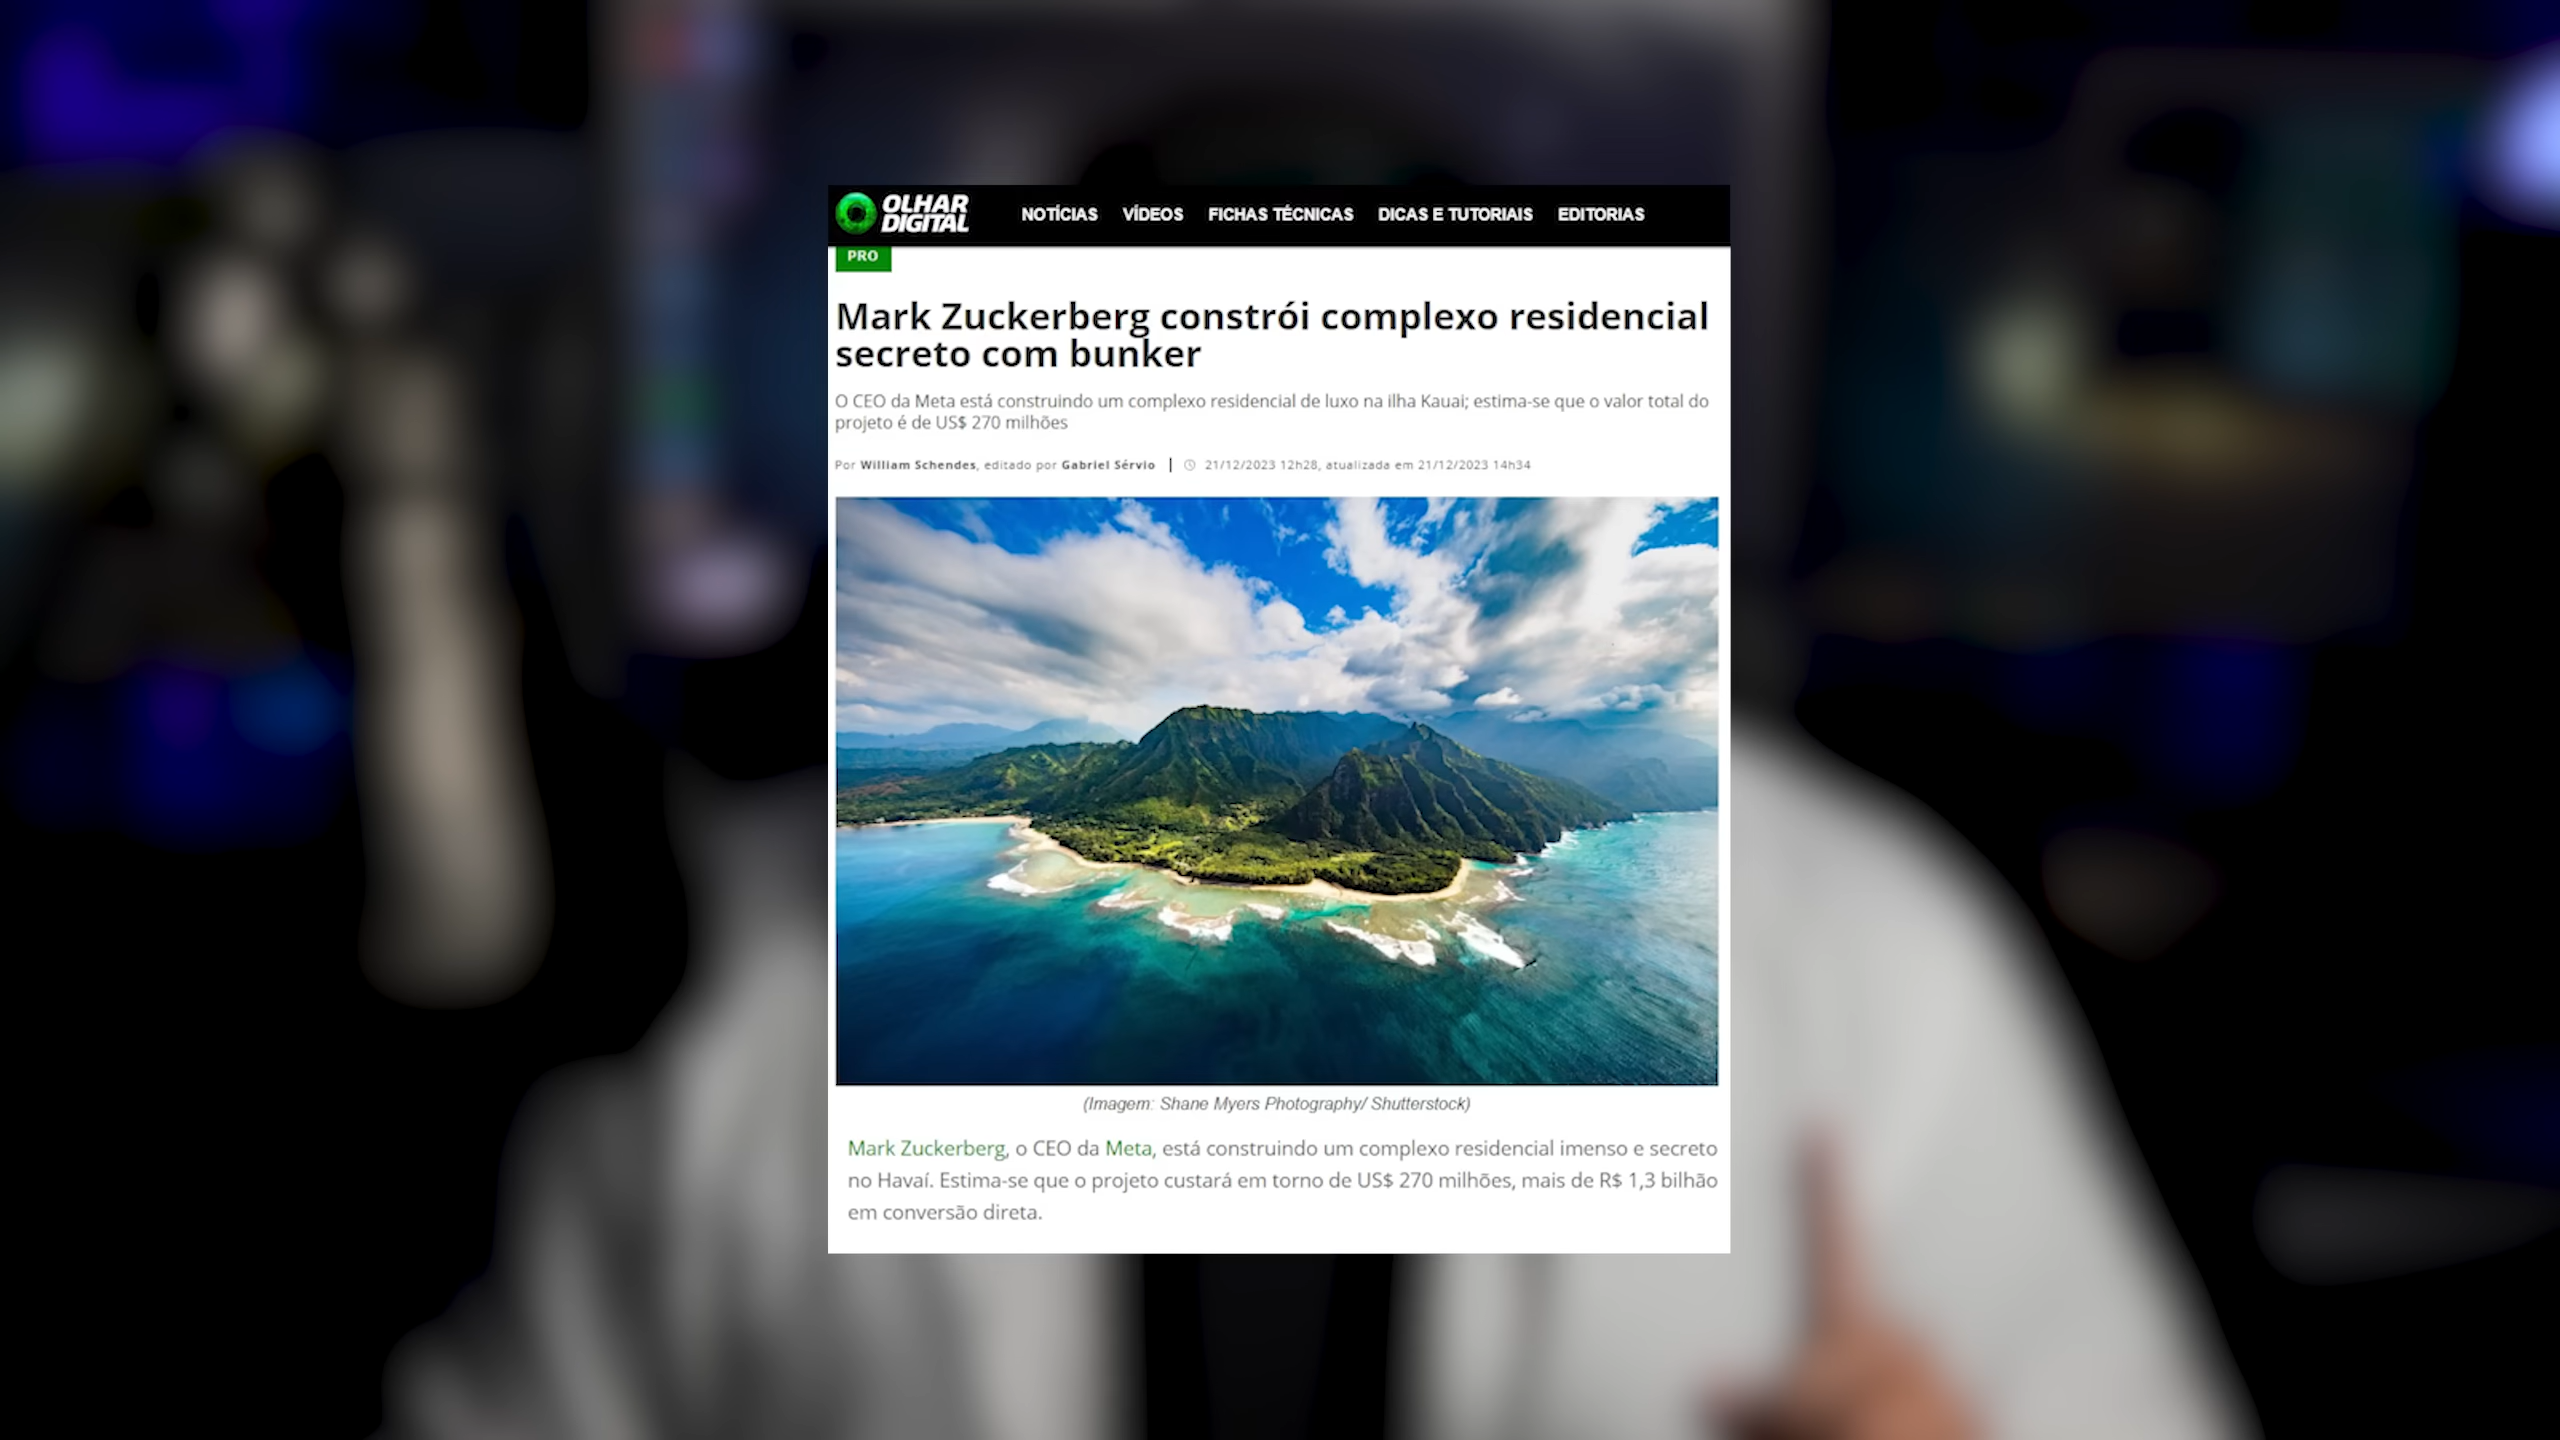 OLHAR
DIGITAL
NOTÍCIAS VÍDEOS FICHAS TÉCNICAS DICAS E TUTORIAIS EDITORIAS
PRO
Mark Zuckerberg constrói complexo residencial
secreto com bunker
O CEO da Meta está construindo um complexo residencial de luxo na ilha Kauai; estima-se que o valor total do
projeto é de US$ 270 milhões
Por William Schendes, editado por Gabriel Sérvio | 21/12/2023 12h28, atualizada em 21/12/2023 14h34
(Imagem: Shane Myers Photography/ Shutterstock)
Mark Zuckerberg, o CEO da Meta, está construindo um complexo residencial imenso e secreto
no Havaí. Estima-se que o projeto custará em torno de US$ 270 milhões, mais de R$ 1,3 bilhão
em conversão direta.